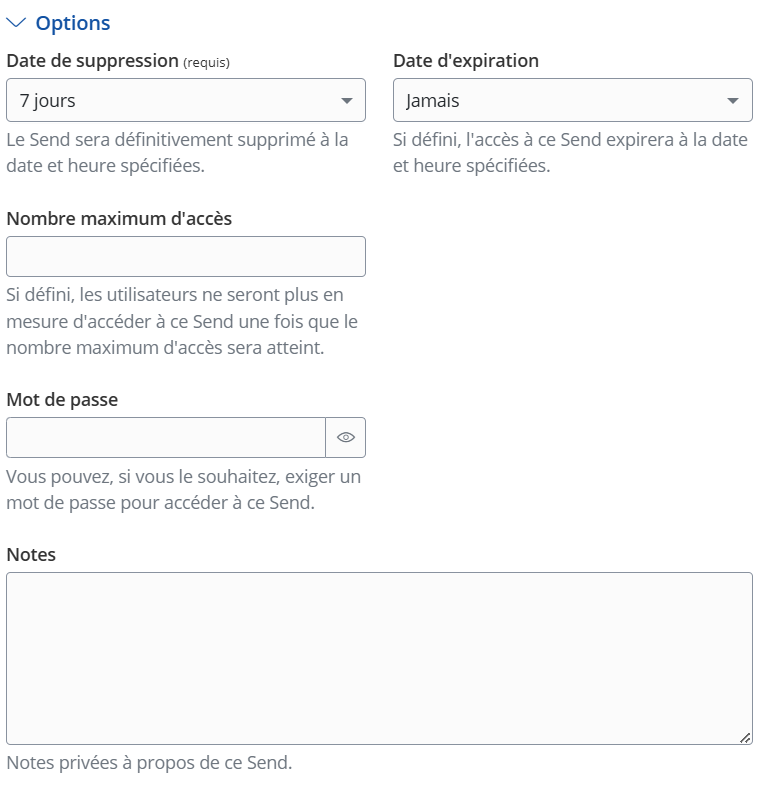 Options
Date de suppression (requis)
Date d'expiration
7 jours
Jamais
Le Send sera définitivement supprimé à la
date et heure spécifiées.
Si défini, l'accès à ce Send expirera à la date
et heure spécifiées.
Nombre maximum d'accès
Si défini, les utilisateurs ne seront plus en
mesure d'accéder à ce Send une fois que le
nombre maximum d'accès sera atteint.
Mot de passe
Vous pouvez, si vous le souhaitez, exiger un
mot de passe pour accéder à ce Send.
Notes
Notes privées à propos de ce Send.